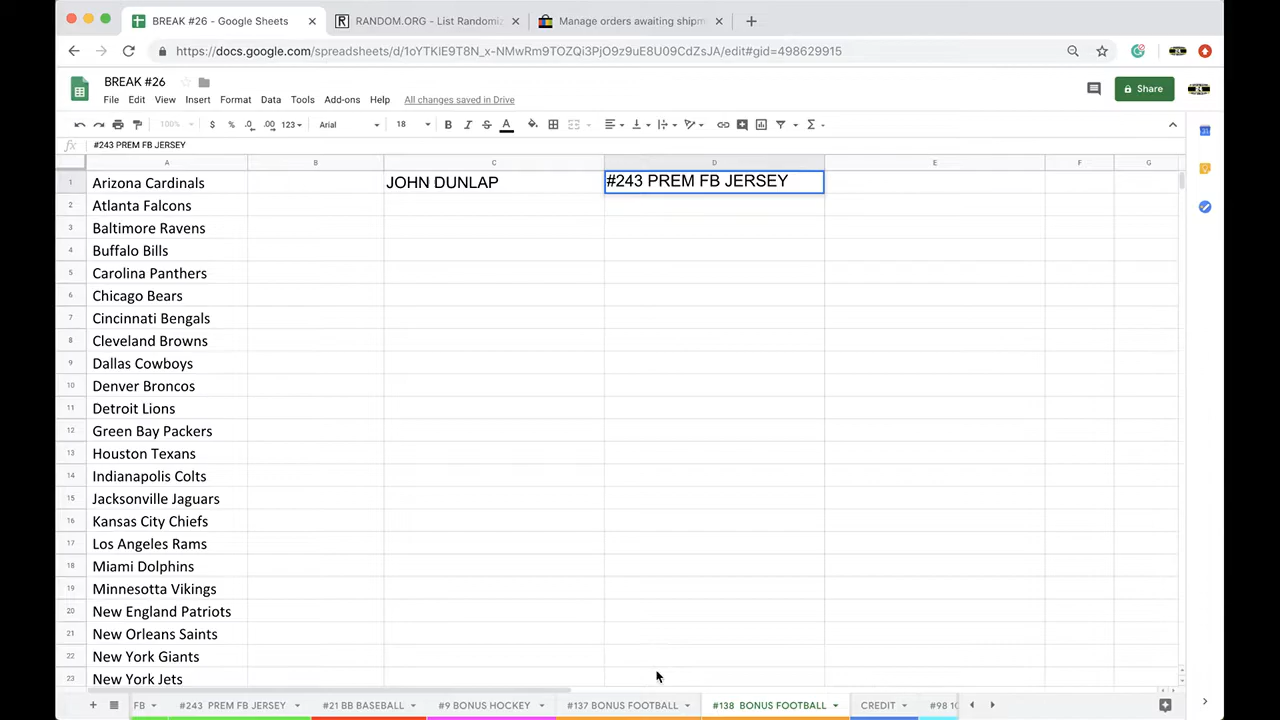 BREAK #26 - Google Sheets
RANDOM.ORG - List Randomiz
Manage orders awaiting shipm
https://docs.google.com/spreadsheets/d/1oYTKlE9T8N_x-NMwRm9TOZQi3PjO9z9uE8U09CdZsJA/edit#gid=498629915
BREAK #26
File Edit View Insert Format Data Tools Add-ons Help All changes saved in Drive
Share
100% $ % .0 .00 123 Arial 18 B I S A
fx #243 PREM FB JERSEY
A B C D E F G
1 Arizona Cardinals JOHN DUNLAP #243 PREM FB JERSEY
2 Atlanta Falcons
3 Baltimore Ravens
4 Buffalo Bills
5 Carolina Panthers
6 Chicago Bears
7 Cincinnati Bengals
8 Cleveland Browns
9 Dallas Cowboys
10 Denver Broncos
11 Detroit Lions
12 Green Bay Packers
13 Houston Texans
14 Indianapolis Colts
15 Jacksonville Jaguars
16 Kansas City Chiefs
17 Los Angeles Rams
18 Miami Dolphins
19 Minnesotta Vikings
20 New England Patriots
21 New Orleans Saints
22 New York Giants
23 New York Jets
FB #243 PREM FB JERSEY #21 BB BASEBALL #9 BONUS HOCKEY #137 BONUS FOOTBALL #138 BONUS FOOTBALL CREDIT #98 10